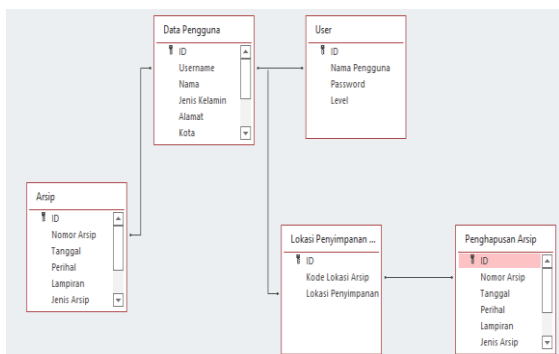 Data Pengguna
ID
Username
Nama
Jenis Kelamin
Alamat
Kota
User
ID
Nama Pengguna
Password
Level
Arsip
ID
Nomor Arsip
Tanggal
Perihal
Lampiran
Jenis Arsip
Lokasi Penyimpanan ...
ID
Kode Lokasi Arsip
Lokasi Penyimpanan
Penghapusan Arsip
ID
Nomor Arsip
Tanggal
Perihal
Lampiran
Jenis Arsip